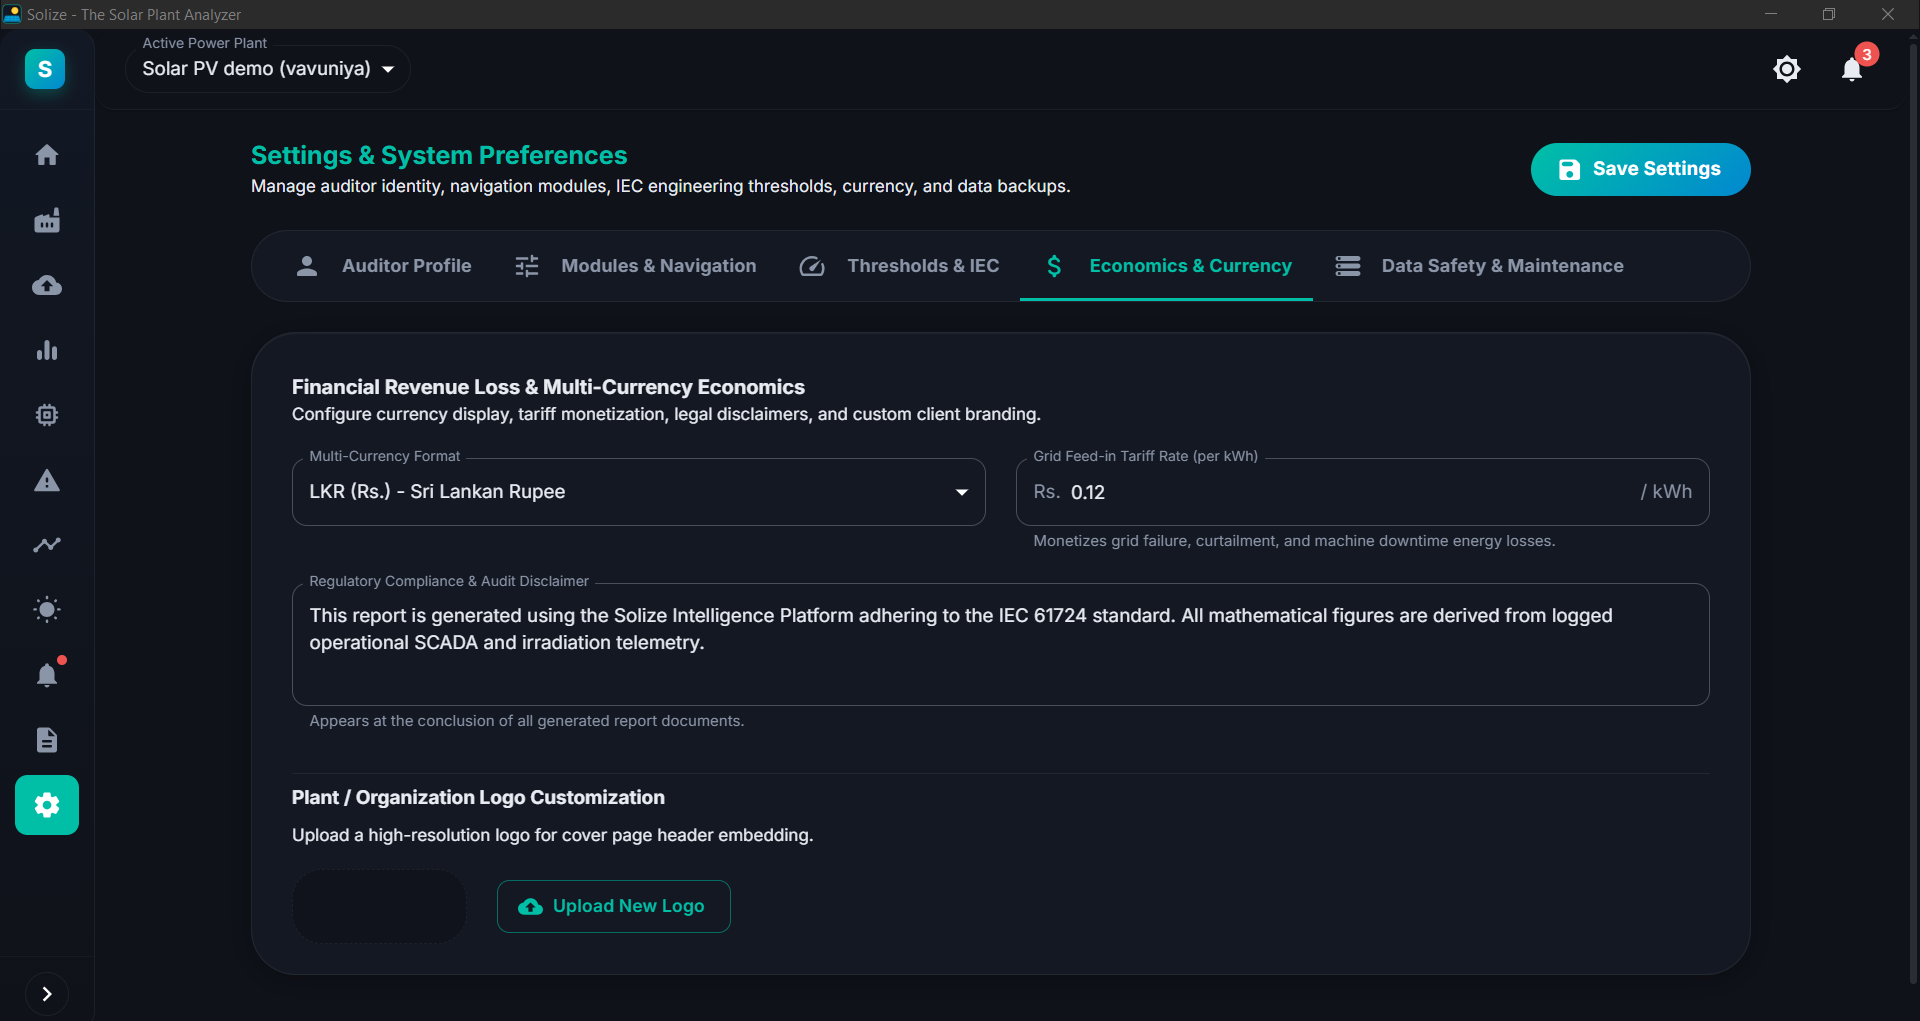 Solize - The Solar Plant Analyzer
S
Active Power Plant
Solar PV demo (vavuniya)
3
Settings & System Preferences
Manage auditor identity, navigation modules, IEC engineering thresholds, currency, and data backups.
Save Settings
Auditor Profile
Modules & Navigation
Thresholds & IEC
$ Economics & Currency
Data Safety & Maintenance
Financial Revenue Loss & Multi-Currency Economics
Configure currency display, tariff monetization, legal disclaimers, and custom client branding.
Multi-Currency Format
LKR (Rs.) - Sri Lankan Rupee
Grid Feed-in Tariff Rate (per kWh)
Rs. 0.12 / kWh
Monetizes grid failure, curtailment, and machine downtime energy losses.
Regulatory Compliance & Audit Disclaimer
This report is generated using the Solize Intelligence Platform adhering to the IEC 61724 standard. All mathematical figures are derived from logged
operational SCADA and irradiation telemetry.
Appears at the conclusion of all generated report documents.
Plant / Organization Logo Customization
Upload a high-resolution logo for cover page header embedding.
Upload New Logo